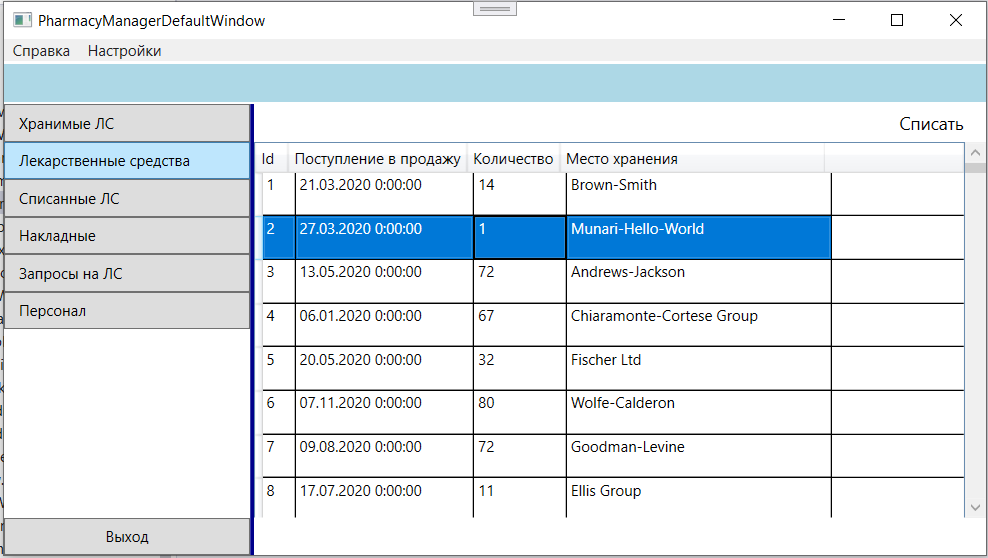 PharmacyManagerDefaultWindow
Справка Настройки
Хранимые ЛС
Лекарственные средства
Списанные ЛС
Накладные
Запросы на ЛС
Персонал
Выход
Списать
Id Поступление в продажу Количество Место хранения
1 21.03.2020 0:00:00 14 Brown-Smith
2 27.03.2020 0:00:00 1 Munari-Hello-World
3 13.05.2020 0:00:00 72 Andrews-Jackson
4 06.01.2020 0:00:00 67 Chiaramonte-Cortese Group
5 20.05.2020 0:00:00 32 Fischer Ltd
6 07.11.2020 0:00:00 80 Wolfe-Calderon
7 09.08.2020 0:00:00 72 Goodman-Levine
8 17.07.2020 0:00:00 11 Ellis Group